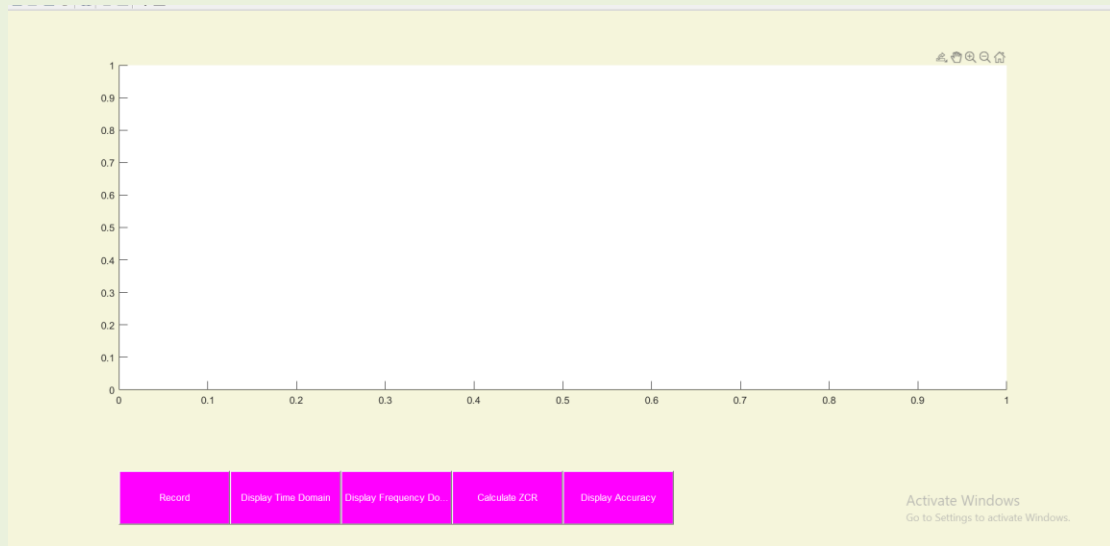 1
0.9
0.8
0.7
0.6
0.5
0.4
0.3
0.2
0.1
0
0 0.1 0.2 0.3 0.4 0.5 0.6 0.7 0.8 0.9 1
Record Display Time Domain Display Frequency Do... Calculate ZCR Display Accuracy
Activate Windows
Go to Settings to activate Windows.